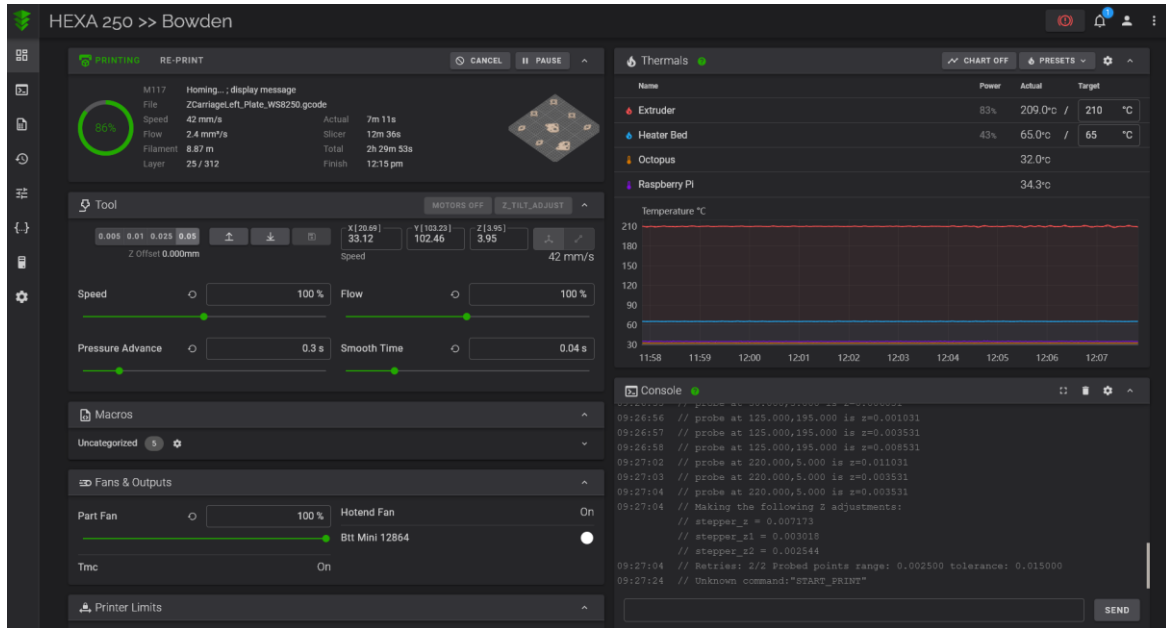 HEXA 250 >> Bowden
1
PRINTING RE-PRINT CANCEL PAUSE
M117 Homing... ; display message
File ZCarriageLeft_Plate_WS8250.gcode
Speed 42 mm/s Actual 7m 11s
86%
Flow 2.4 mm³/s Slicer 12m 36s
Filament 8.87 m Total 2h 29m 53s
Layer 25 / 312 Finish 12:15 pm
Tool MOTORS OFF Z_TILT_ADJUST
0.005 0.01 0.025 0.05
Z Offset 0.000mm
X [ 20.69 ] Y [ 103.23 ] Z [ 3.95 ]
33.12 102.46 3.95
Speed 42 mm/s
Speed 100 % Flow 100 %
Pressure Advance 0.3 s Smooth Time 0.04 s
Macros
Uncategorized 5
Fans & Outputs
Part Fan 100 % Hotend Fan On
Btt Mini 12864
Tmc On
Printer Limits
Thermals CHART OFF PRESETS
Name Power Actual Target
Extruder 83% 209.0°C / 210 °C
Heater Bed 43% 65.0°C / 65 °C
Octopus 32.0°C
Raspberry Pi 34.3°C
Temperature °C
210
180
150
120
90
60
30
11:58 11:59 12:00 12:01 12:02 12:03 12:04 12:05 12:06 12:07
Console
09:26:56 // probe at 125.000,195.000 is z=0.001031
09:26:57 // probe at 125.000,195.000 is z=0.003531
09:26:58 // probe at 125.000,195.000 is z=0.008531
09:27:02 // probe at 220.000,5.000 is z=0.011031
09:27:03 // probe at 220.000,5.000 is z=0.003531
09:27:04 // probe at 220.000,5.000 is z=0.003531
09:27:04 // Making the following Z adjustments:
// stepper_z = 0.007173
// stepper_z1 = 0.003018
// stepper_z2 = 0.002544
09:27:04 // Retries: 2/2 Probed points range: 0.002500 tolerance: 0.015000
09:27:24 // Unknown command:"START_PRINT"
SEND